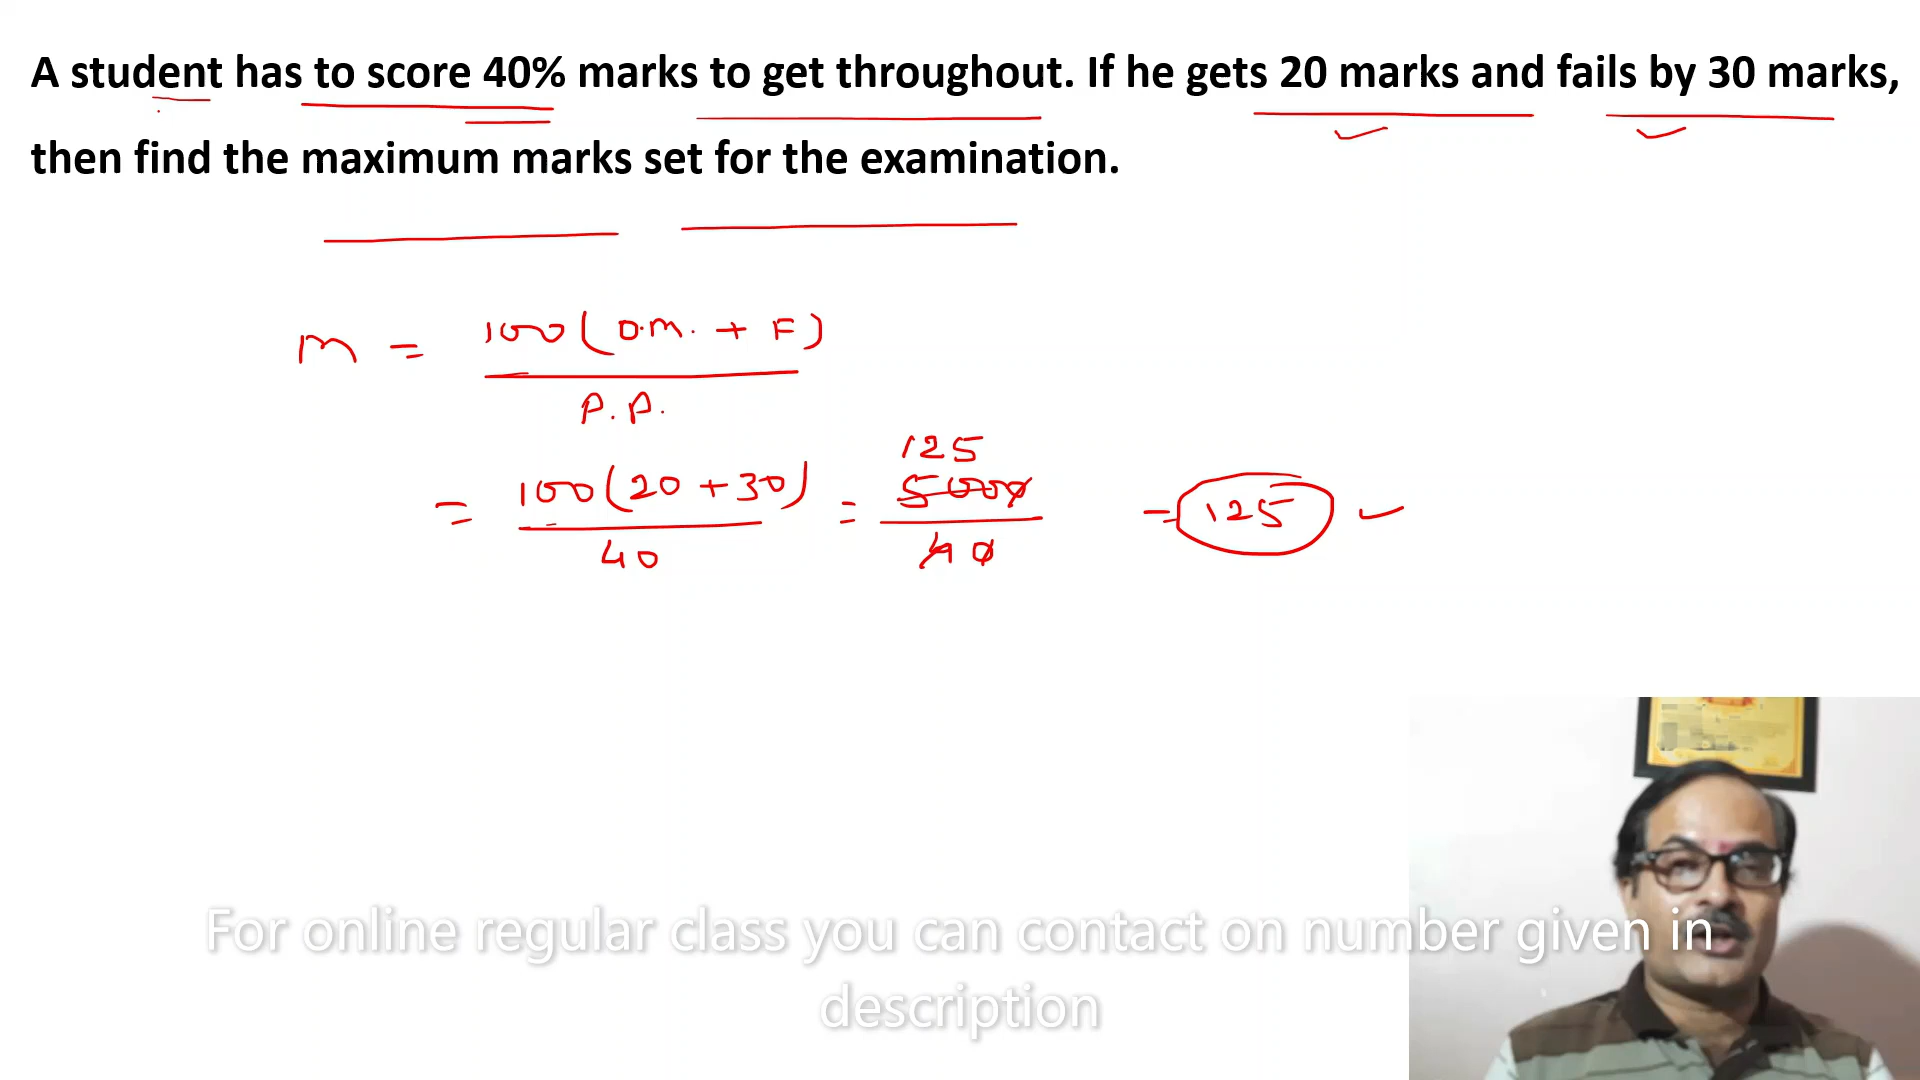 A student has to score 40% marks to get throughout. If he gets 20 marks and fails by 30 marks,
then find the maximum marks set for the examination.
m = 100(O.M. + F)
P.P.
125
= 100(20+30) = 5000 = 125
40 40
For online regular class you can contact on number given in
description